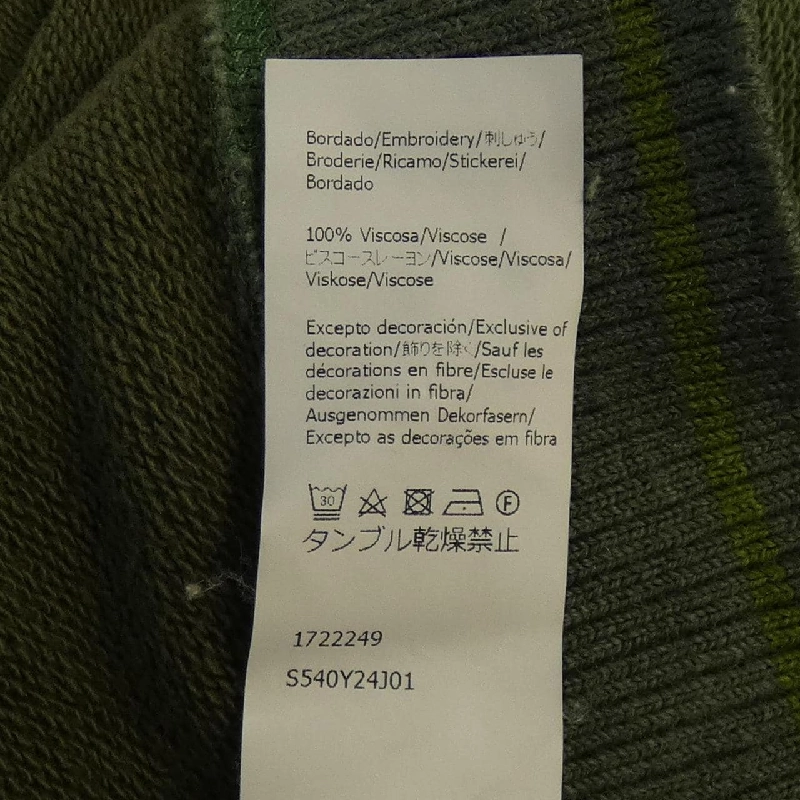 Bordado/Embroidery/刺しゅう/
Broderie/Ricamo/Stickerei/
Bordado
100% Viscosa/Viscose /
ビスコースレーヨン/Viscose/Viscosa/
Viskose/Viscose
Excepto decoración/Exclusive of
decoration/飾りを除く/Sauf les
décorations en fibre/Escluse le
decorazioni in fibra/
Ausgenommen Dekorfasern/
Excepto as decorações em fibra
30 F
タンブル乾燥禁止
1722249
S540Y24J01